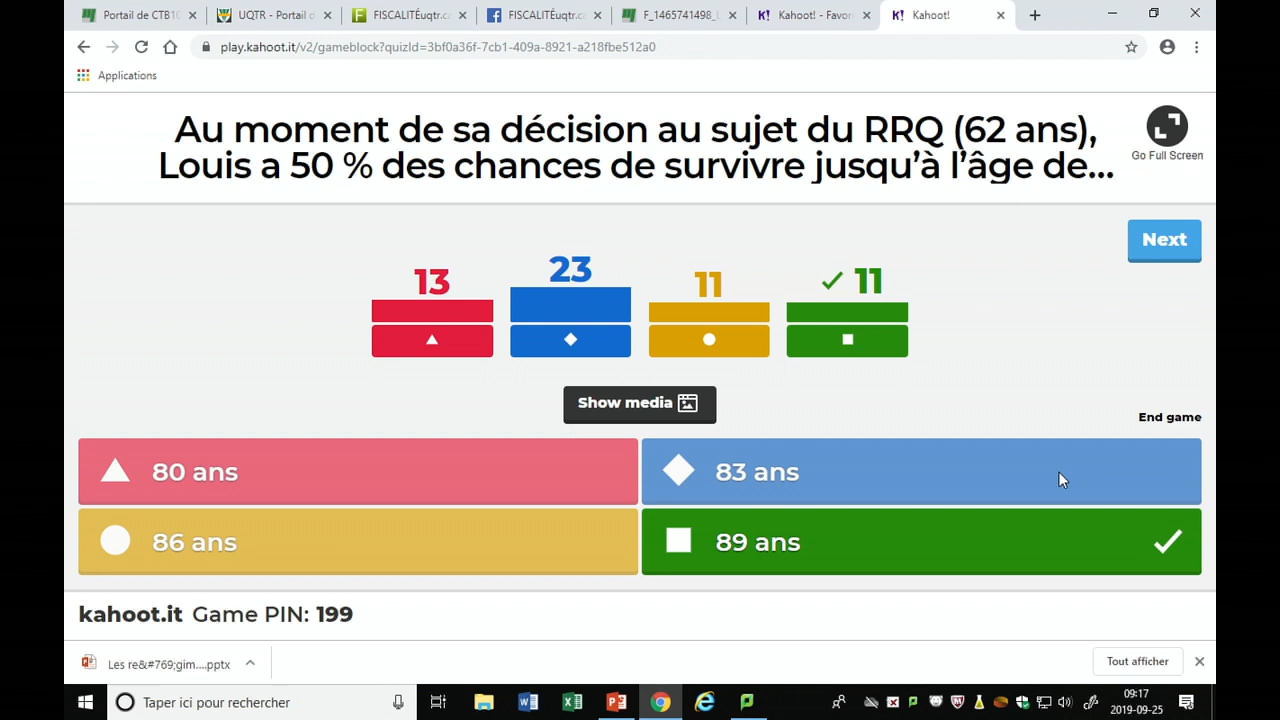 Portail de CTB10
UQTR - Portail d
FISCALITÉuqtr.ca
FISCALITÉuqtr.ca
F_1465741498_
Kahoot! - Favori
Kahoot!
play.kahoot.it/v2/gameblock?quizId=3bf0a36f-7cb1-409a-8921-a218fbe512a0
Applications
Au moment de sa décision au sujet du RRQ (62 ans),
Louis a 50 % des chances de survivre jusqu'à l'âge de...
Go Full Screen
Next
13
23
11
11
Show media
End game
80 ans
83 ans
86 ans
89 ans
kahoot.it Game PIN: 199
Les re&#769;gim....pptx
Tout afficher
Taper ici pour rechercher
09:17
2019-09-25